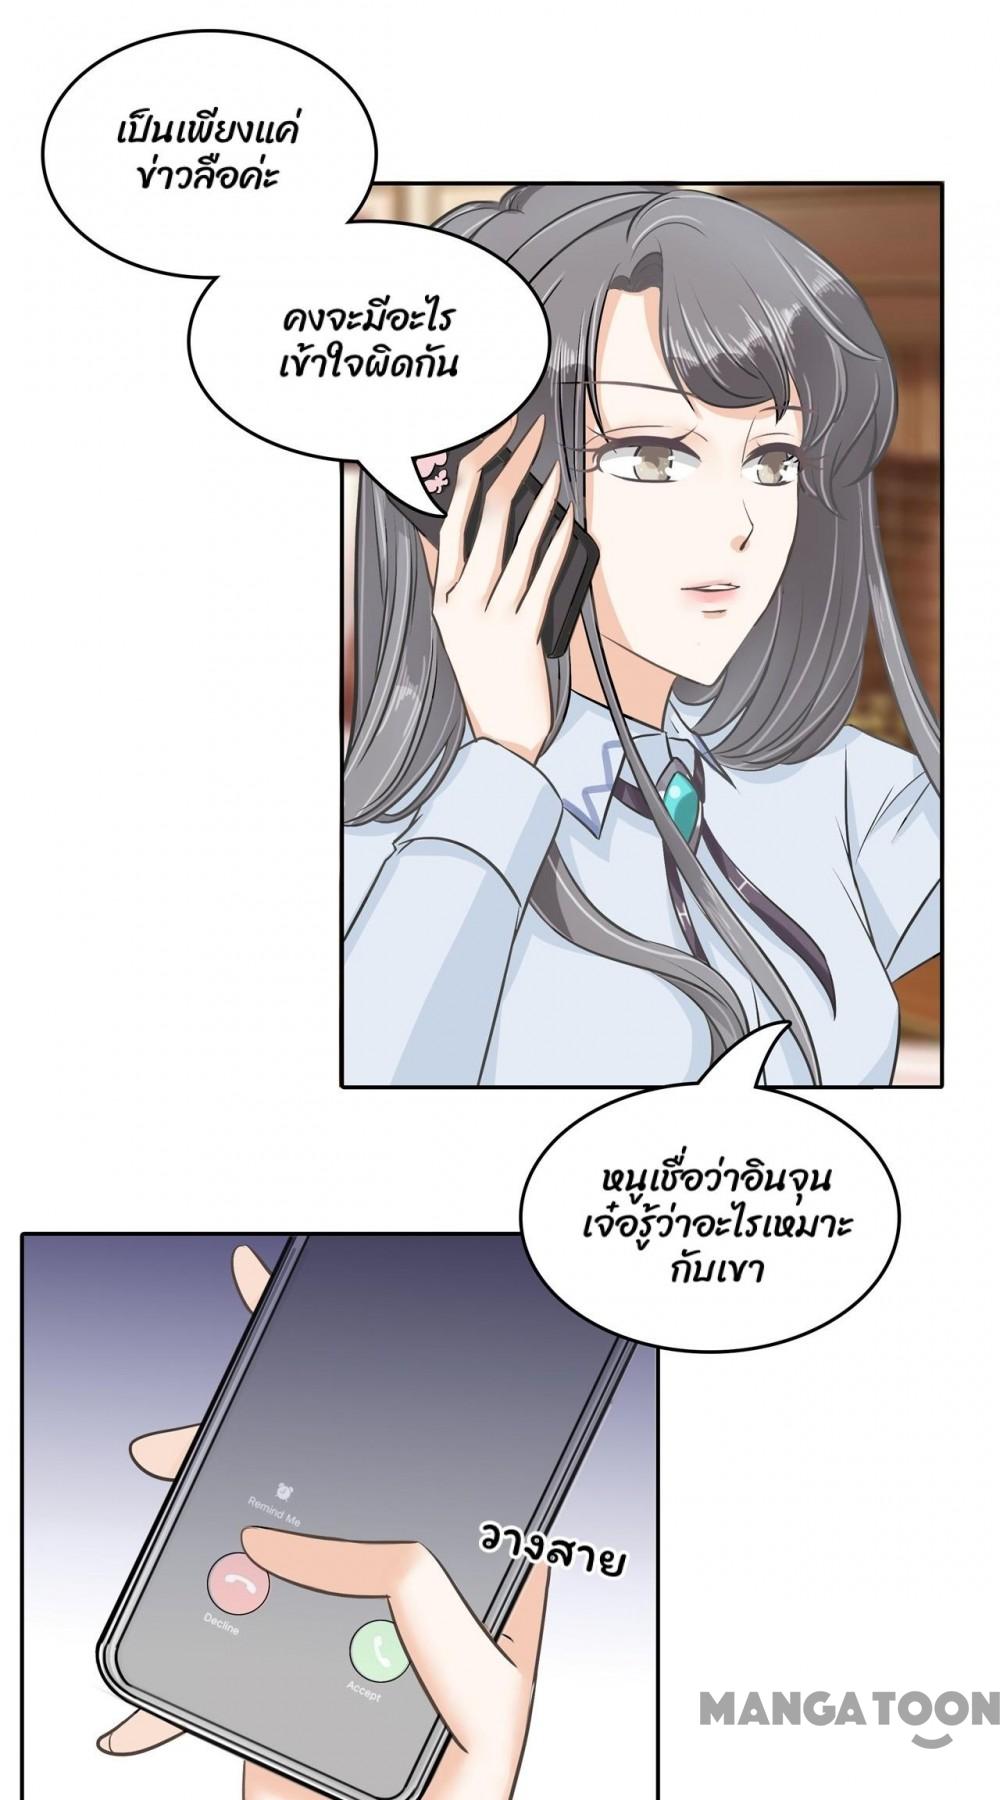 เป็นเพียงแค่
ข่าวลือค่ะ
คงจะมีอะไร
เข้าใจผิดกัน
หนูเชื่อว่าอินจุน
เจ๋อรู้ว่าอะไรเหมาะ
กับเขา
Remind Me
วางสาย
Decline
Accept
MANGATOON